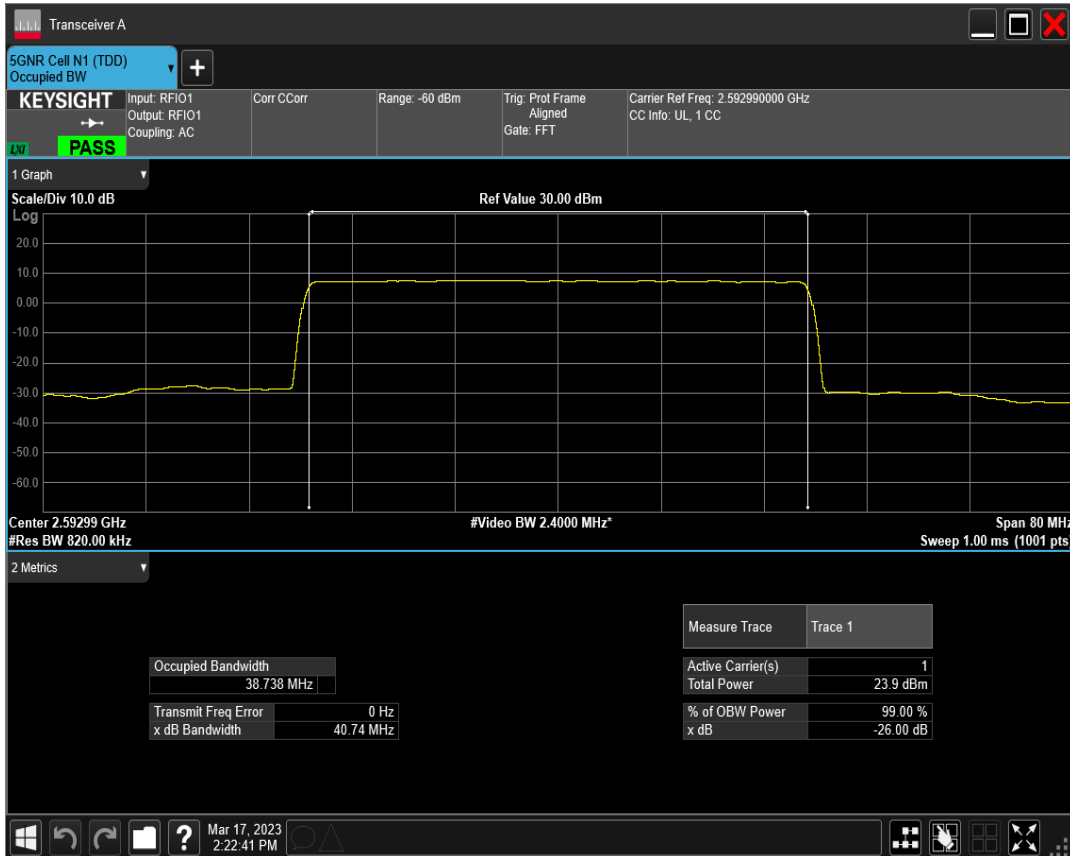 Transceiver A
5GNR Cell N1 (TDD)
Occupied BW
+
KEYSIGHT
LXI
PASS
Input: RFIO1
Output: RFIO1
Coupling: AC
Corr CCorr
Range: -60 dBm
Trig: Prot Frame
Aligned
Gate: FFT
Carrier Ref Freq: 2.592990000 GHz
CC Info: UL, 1 CC
1 Graph
Scale/Div 10.0 dB
Ref Value 30.00 dBm
Log
20.0
10.0
0.00
-10.0
-20.0
-30.0
-40.0
-50.0
-60.0
Center 2.59299 GHz
#Video BW 2.4000 MHz*
Span 80 MHz
#Res BW 820.00 kHz
Sweep 1.00 ms (1001 pts)
2 Metrics
Measure Trace Trace 1
Occupied Bandwidth
38.738 MHz
Transmit Freq Error 0 Hz
x dB Bandwidth 40.74 MHz
Active Carrier(s) 1
Total Power 23.9 dBm
% of OBW Power 99.00 %
x dB -26.00 dB
?
Mar 17, 2023
2:22:41 PM